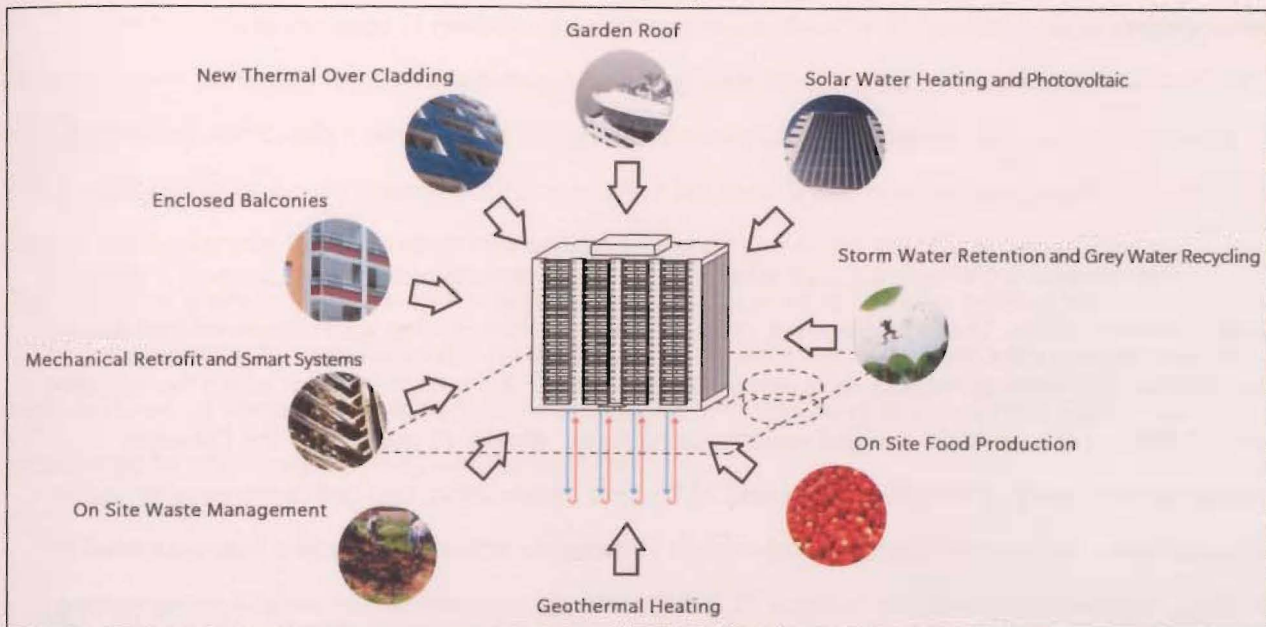 Garden Roof
New Thermal Over Cladding
Solar Water Heating and Photovoltaic
Enclosed Balconies
Storm Water Retention and Grey Water Recycling
Mechanical Retrofit and Smart Systems
On Site Food Production
On Site Waste Management
Geothermal Heating